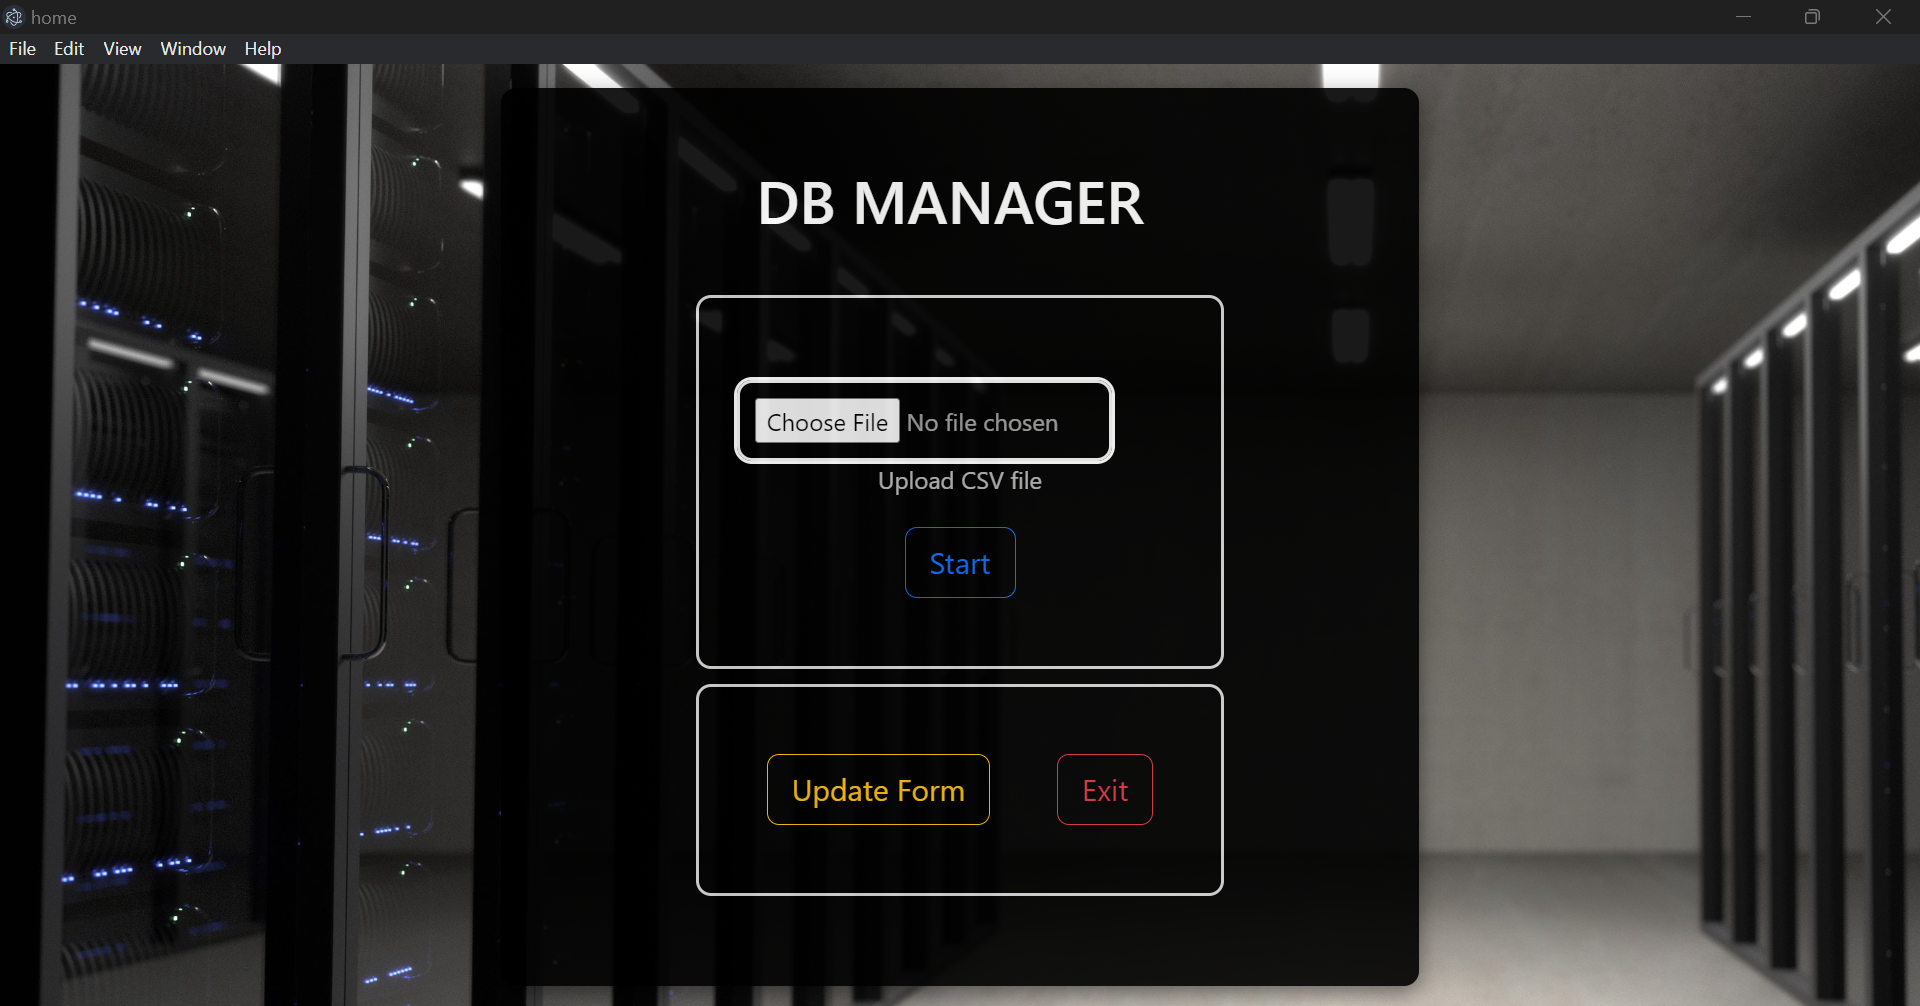 home
File Edit View Window Help
DB MANAGER
Choose File No file chosen
Upload CSV file
Start
Update Form Exit